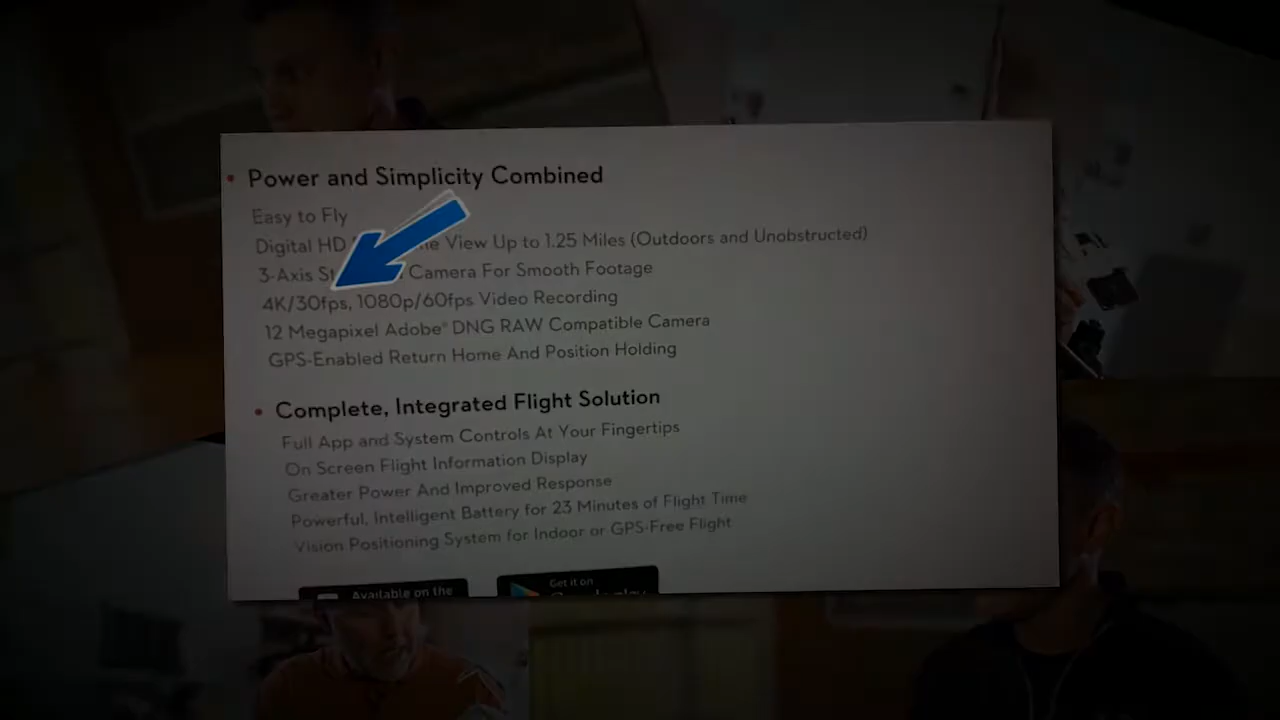 • Power and Simplicity Combined
Easy to Fly
Digital HD View Up to 1.25 Miles (Outdoors and Unobstructed)
3-Axis Camera For Smooth Footage
4K/30fps, 1080p/60fps Video Recording
12 Megapixel Adobe® DNG RAW Compatible Camera
GPS-Enabled Return Home And Position Holding
• Complete, Integrated Flight Solution
Full App and System Controls At Your Fingertips
On Screen Flight Information Display
Greater Power And Improved Response
Powerful, Intelligent Battery for 23 Minutes of Flight Time
Vision Positioning System for Indoor or GPS-Free Flight
Available on the
Get it on